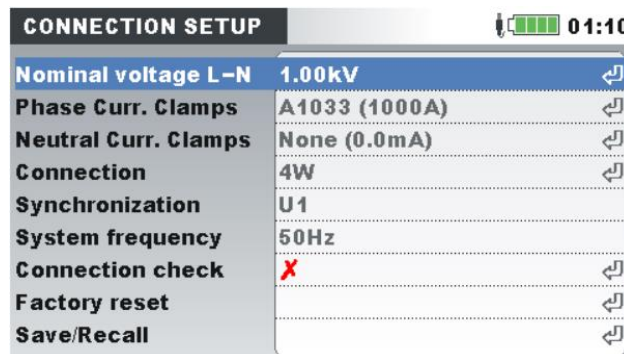 CONNECTION SETUP 01:10
Nominal voltage L-N 1.00kV
Phase Curr. Clamps A1033 (1000A)
Neutral Curr. Clamps None (0.0mA)
Connection 4W
Synchronization U1
System frequency 50Hz
Connection check ✗
Factory reset
Save/Recall